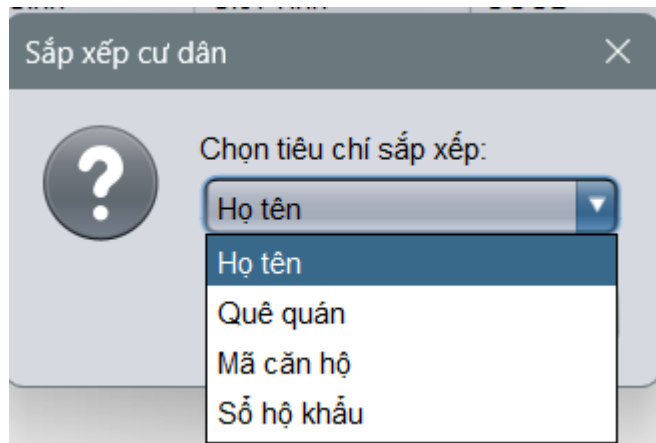 Sắp xếp cư dân
Chọn tiêu chí sắp xếp:
Họ tên
Họ tên
Quê quán
Mã căn hộ
Sổ hộ khẩu